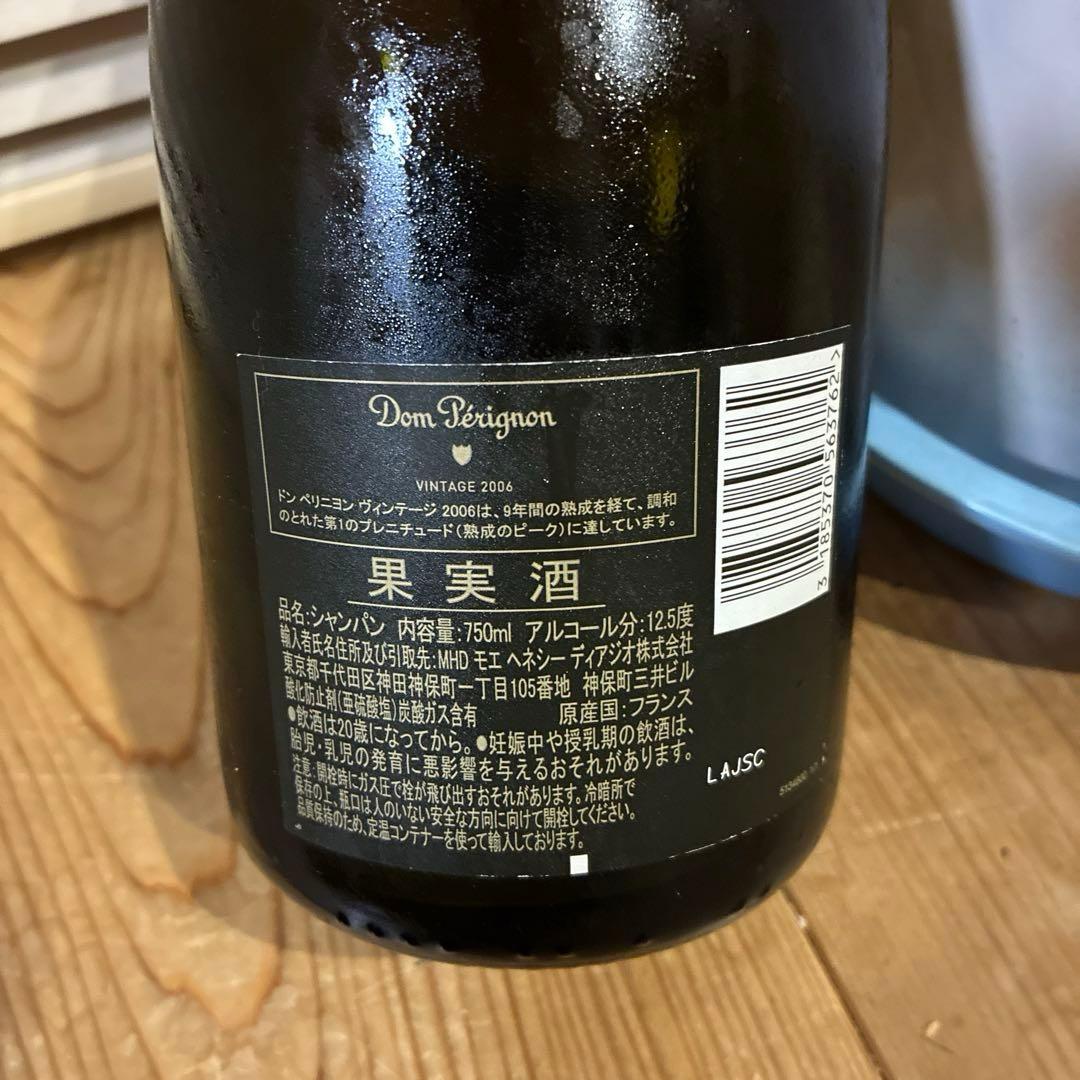 Dom Pérignon
VINTAGE 2006
ドン ペリニヨン ヴィンテージ 2006は、9年間の熟成を経て、調和
のとれた第1のプレニチュード(熟成のピーク)に達しています。
果実酒
品名:シャンパン 内容量:750ml アルコール分:12.5度
輸入者氏名住所及び引取先:MHD モエ ヘネシー ディアジオ株式会社
東京都千代田区神田神保町一丁目105番地 神保町三井ビル
酸化防止剤(亜硫酸塩)炭酸ガス含有 原産国:フランス
●飲酒は20歳になってから。●妊娠中や授乳期の飲酒は、
胎児・乳児の発育に悪影響を与えるおそれがあります。
注意:開栓時にガス圧で栓が飛び出すおそれがあります。冷暗所で
保存の上、瓶口は人のいない安全な方向に向けて開栓してください。
品質保持のため、定温コンテナーを使って輸入しております。
3 185370 563762 >
LAJSC